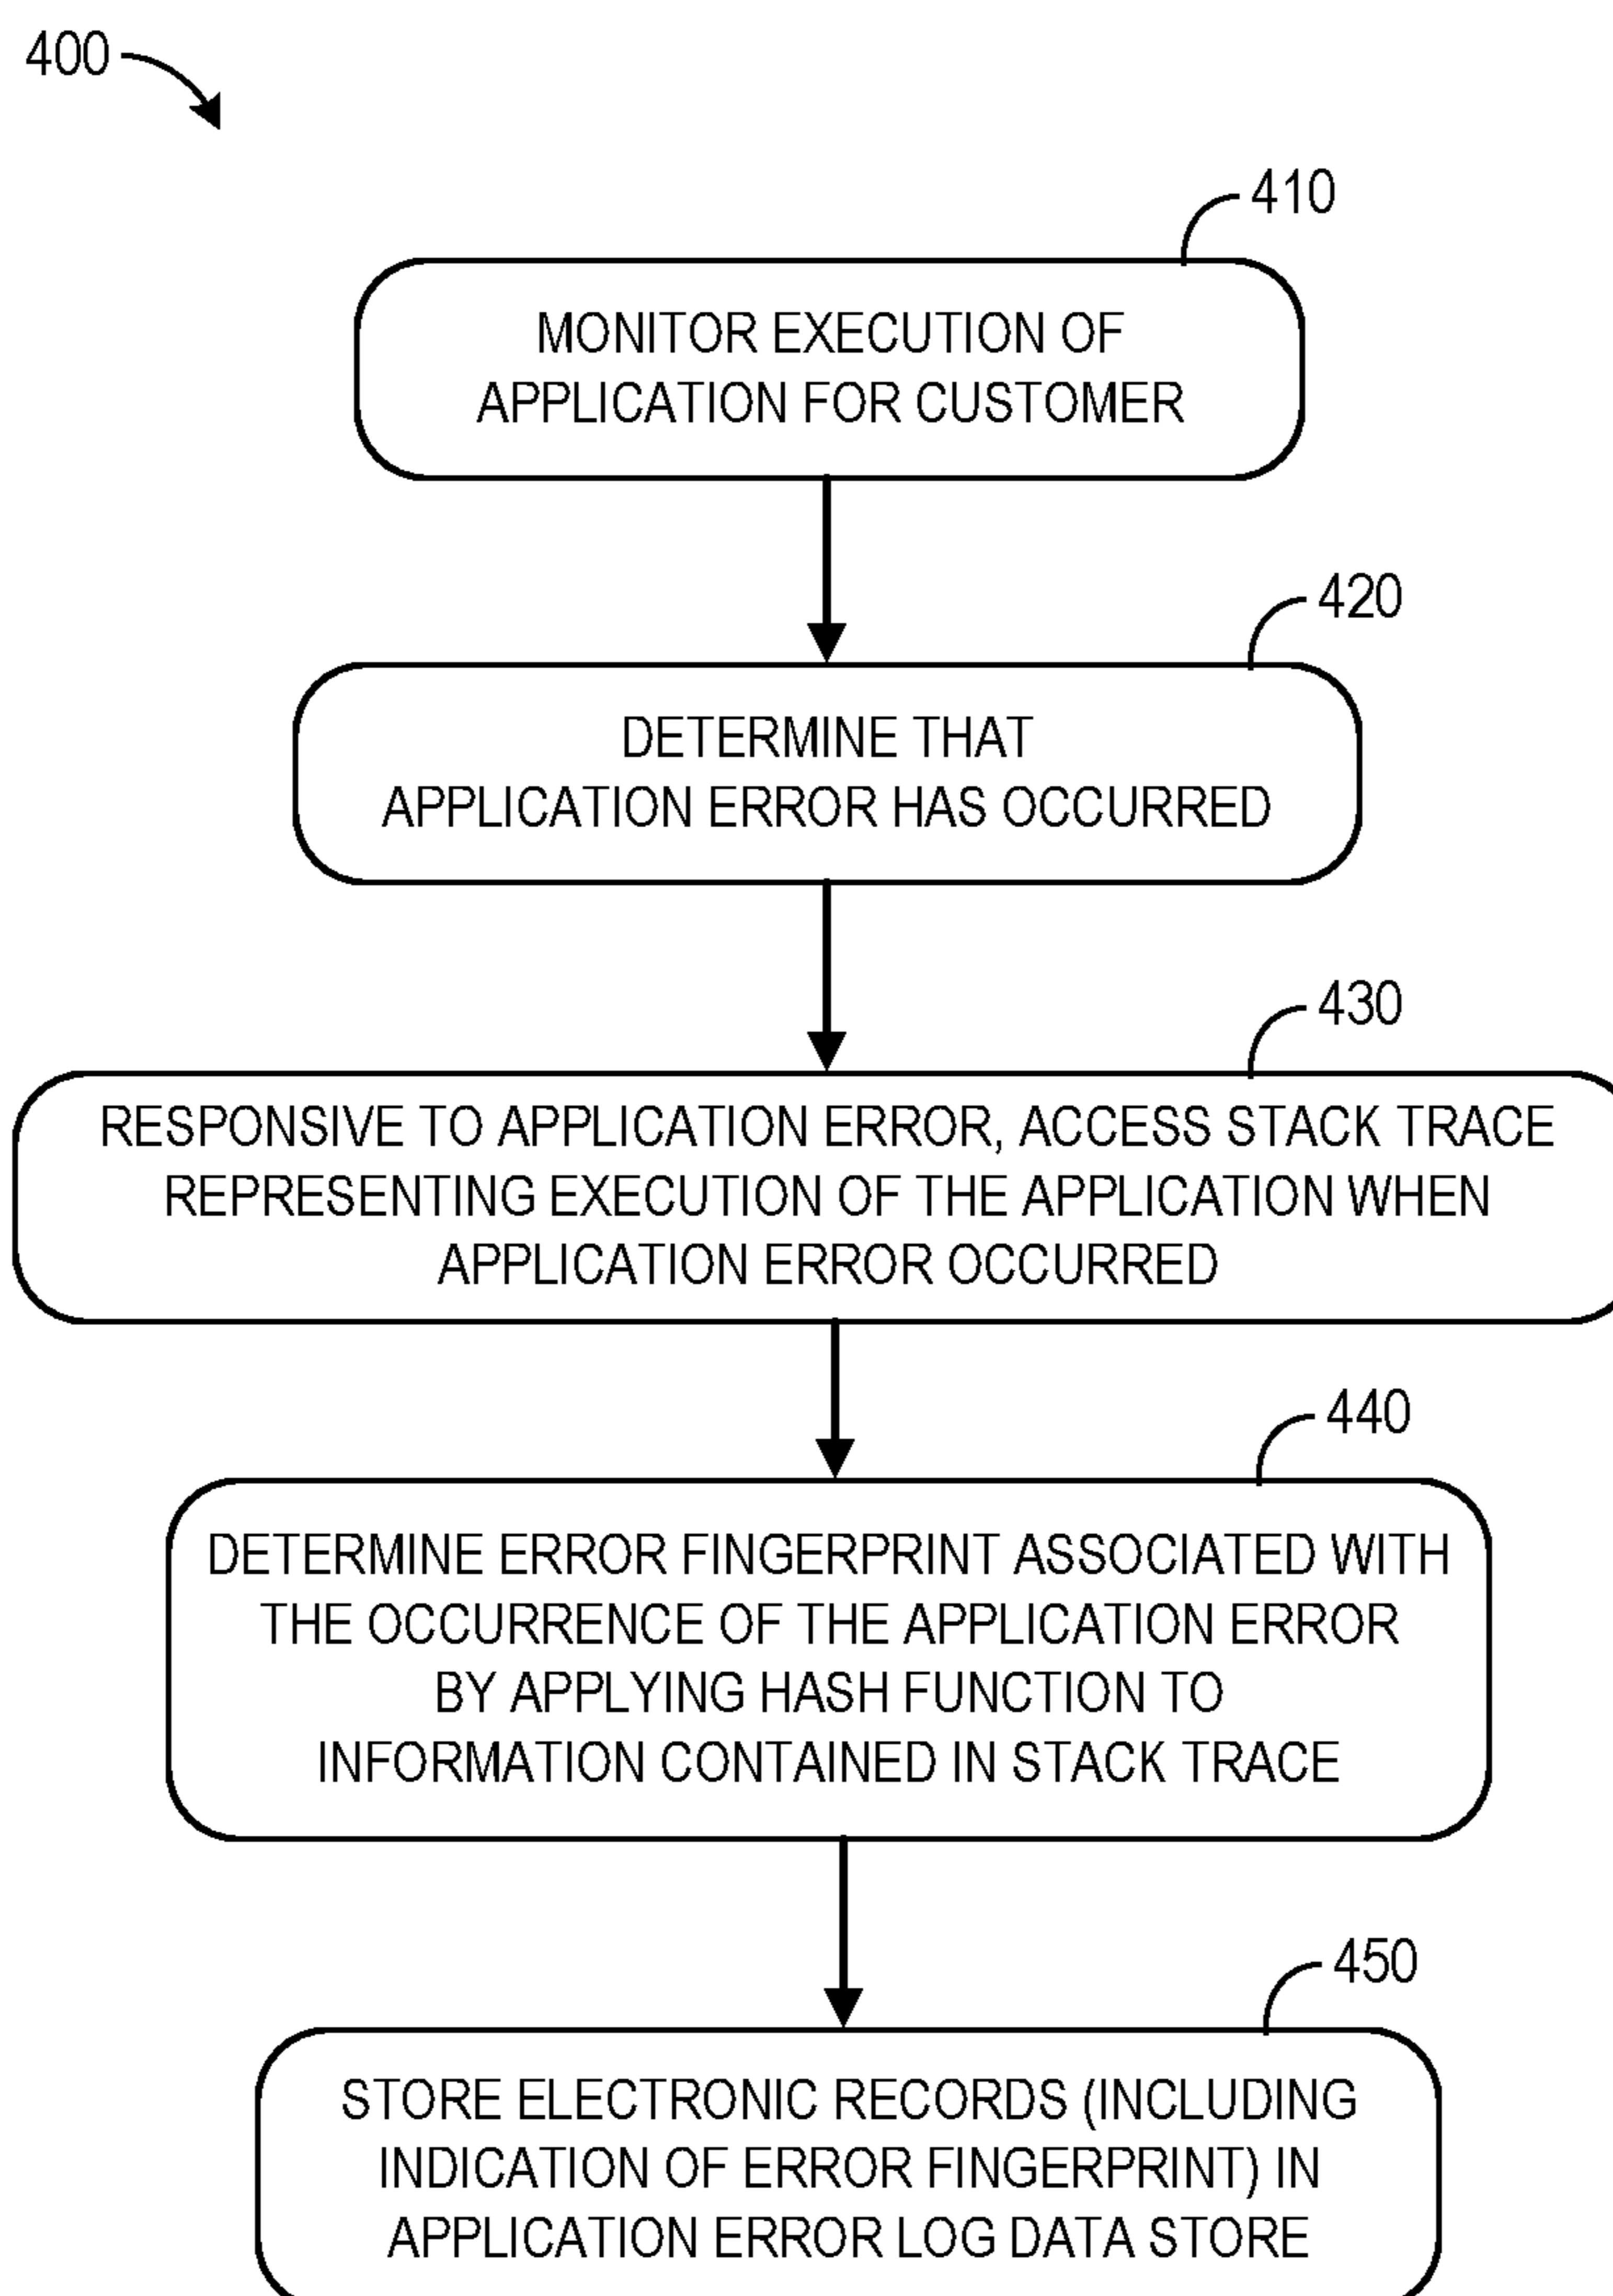 400
410
MONITOR EXECUTION OF
APPLICATION FOR CUSTOMER
420
DETERMINE THAT
APPLICATION ERROR HAS OCCURRED
430
RESPONSIVE TO APPLICATION ERROR, ACCESS STACK TRACE
REPRESENTING EXECUTION OF THE APPLICATION WHEN
APPLICATION ERROR OCCURRED
440
DETERMINE ERROR FINGERPRINT ASSOCIATED WITH
THE OCCURRENCE OF THE APPLICATION ERROR
BY APPLYING HASH FUNCTION TO
INFORMATION CONTAINED IN STACK TRACE
450
STORE ELECTRONIC RECORDS (INCLUDING
INDICATION OF ERROR FINGERPRINT) IN
APPLICATION ERROR LOG DATA STORE